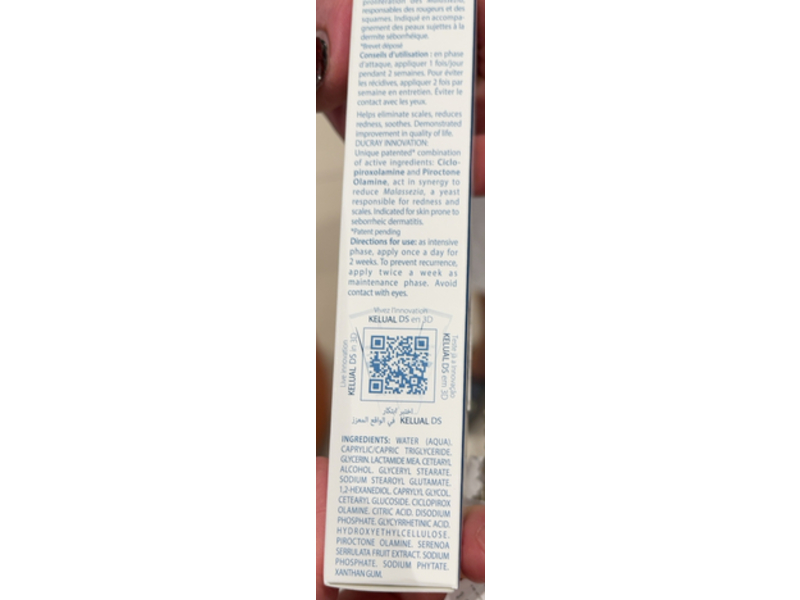 prolifération des Malassezia,
responsables des rougeurs et des
squames. Indiqué en accompa-
gnement des peaux sujettes à la
dermite séborrhéique.
*Brevet déposé
Conseils d'utilisation : en phase
d'attaque, appliquer 1 fois/jour
pendant 2 semaines. Pour éviter
les récidives, appliquer 2 fois par
semaine en entretien. Éviter le
contact avec les yeux.
Helps eliminate scales, reduces
redness, soothes. Demonstrated
improvement in quality of life.
DUCRAY INNOVATION:
Unique patented* combination
of active ingredients: Ciclo-
piroxolamine and Piroctone
Olamine, act in synergy to
reduce Malassezia, a yeast
responsible for redness and
scales. Indicated for skin prone to
seborrheic dermatitis.
*Patent pending
Directions for use: as intensive
phase, apply once a day for
2 weeks. To prevent recurrence,
apply twice a week as
maintenance phase. Avoid
contact with eyes.
Vivez l'innovation
KELUAL DS en 3D
Live innovation
KELUAL DS in 3D
Teste já a inovação
KELUAL DS em 3D
اختبر ابتكار
KELUAL DS في الواقع المعزز
INGREDIENTS: WATER (AQUA).
CAPRYLIC/CAPRIC TRIGLYCERIDE.
GLYCERIN. LACTAMIDE MEA. CETEARYL
ALCOHOL. GLYCERYL STEARATE.
SODIUM STEAROYL GLUTAMATE.
1,2-HEXANEDIOL. CAPRYLYL GLYCOL.
CETEARYL GLUCOSIDE. CICLOPIROX
OLAMINE. CITRIC ACID. DISODIUM
PHOSPHATE. GLYCYRRHETINIC ACID.
HYDROXYETHYLCELLULOSE.
PIROCTONE OLAMINE. SERENOA
SERRULATA FRUIT EXTRACT. SODIUM
PHOSPHATE. SODIUM PHYTATE.
XANTHAN GUM.